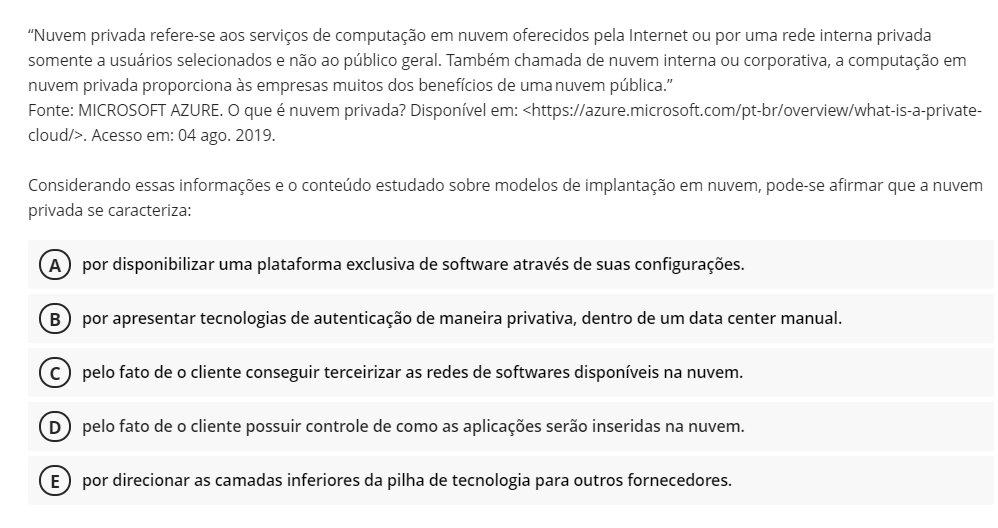 “Nuvem privada refere-se aos serviços de computação em nuvem oferecidos pela Internet ou por uma rede interna privada
somente a usuários selecionados e não ao público geral. Também chamada de nuvem interna ou corporativa, a computação em
nuvem privada proporciona às empresas muitos dos benefícios de uma nuvem pública.”
Fonte: MICROSOFT AZURE. O que é nuvem privada? Disponível em: <https://azure.microsoft.com/pt-br/overview/what-is-a-private-
cloud/>. Acesso em: 04 ago. 2019.
Considerando essas informações e o conteúdo estudado sobre modelos de implantação em nuvem, pode-se afirmar que a nuvem
privada se caracteriza:
A por disponibilizar uma plataforma exclusiva de software através de suas configurações.
B por apresentar tecnologias de autenticação de maneira privativa, dentro de um data center manual.
C pelo fato de o cliente conseguir terceirizar as redes de softwares disponíveis na nuvem.
D pelo fato de o cliente possuir controle de como as aplicações serão inseridas na nuvem.
E por direcionar as camadas inferiores da pilha de tecnologia para outros fornecedores.